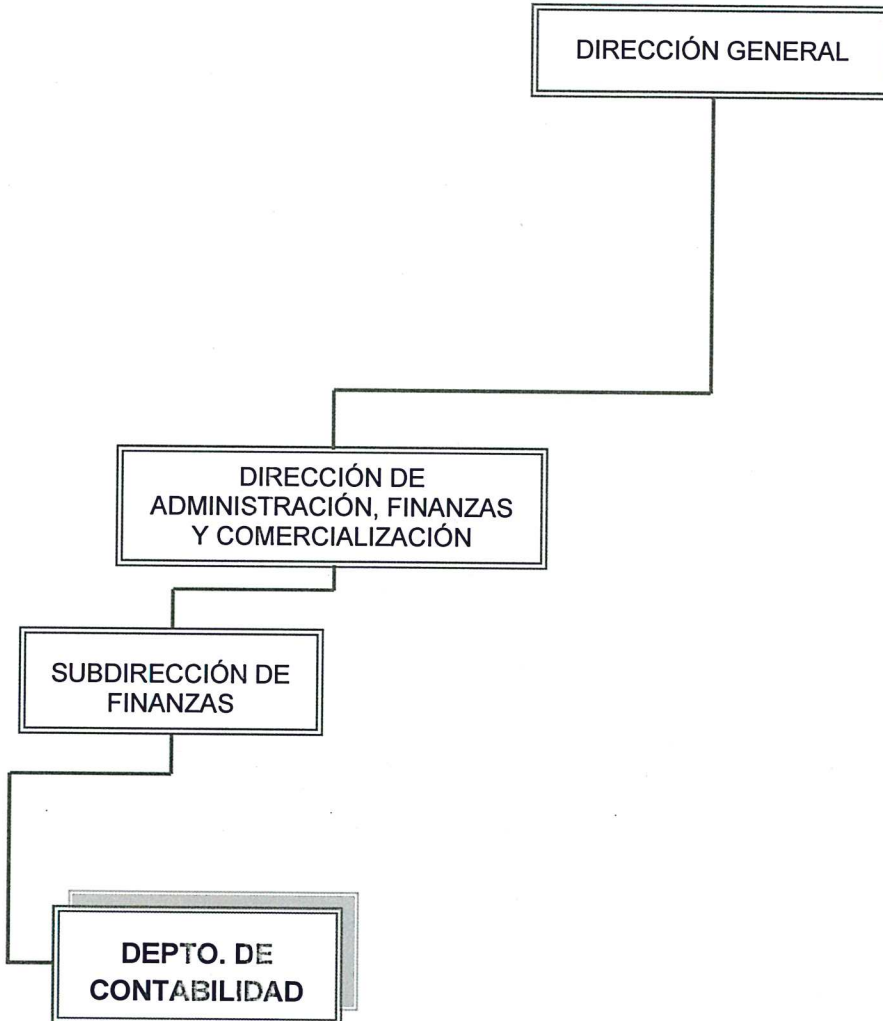 DIRECCIÓN GENERAL
DIRECCIÓN DE
ADMINISTRACIÓN, FINANZAS
Y COMERCIALIZACIÓN
SUBDIRECCIÓN DE
FINANZAS
DEPTO. DE
CONTABILIDAD